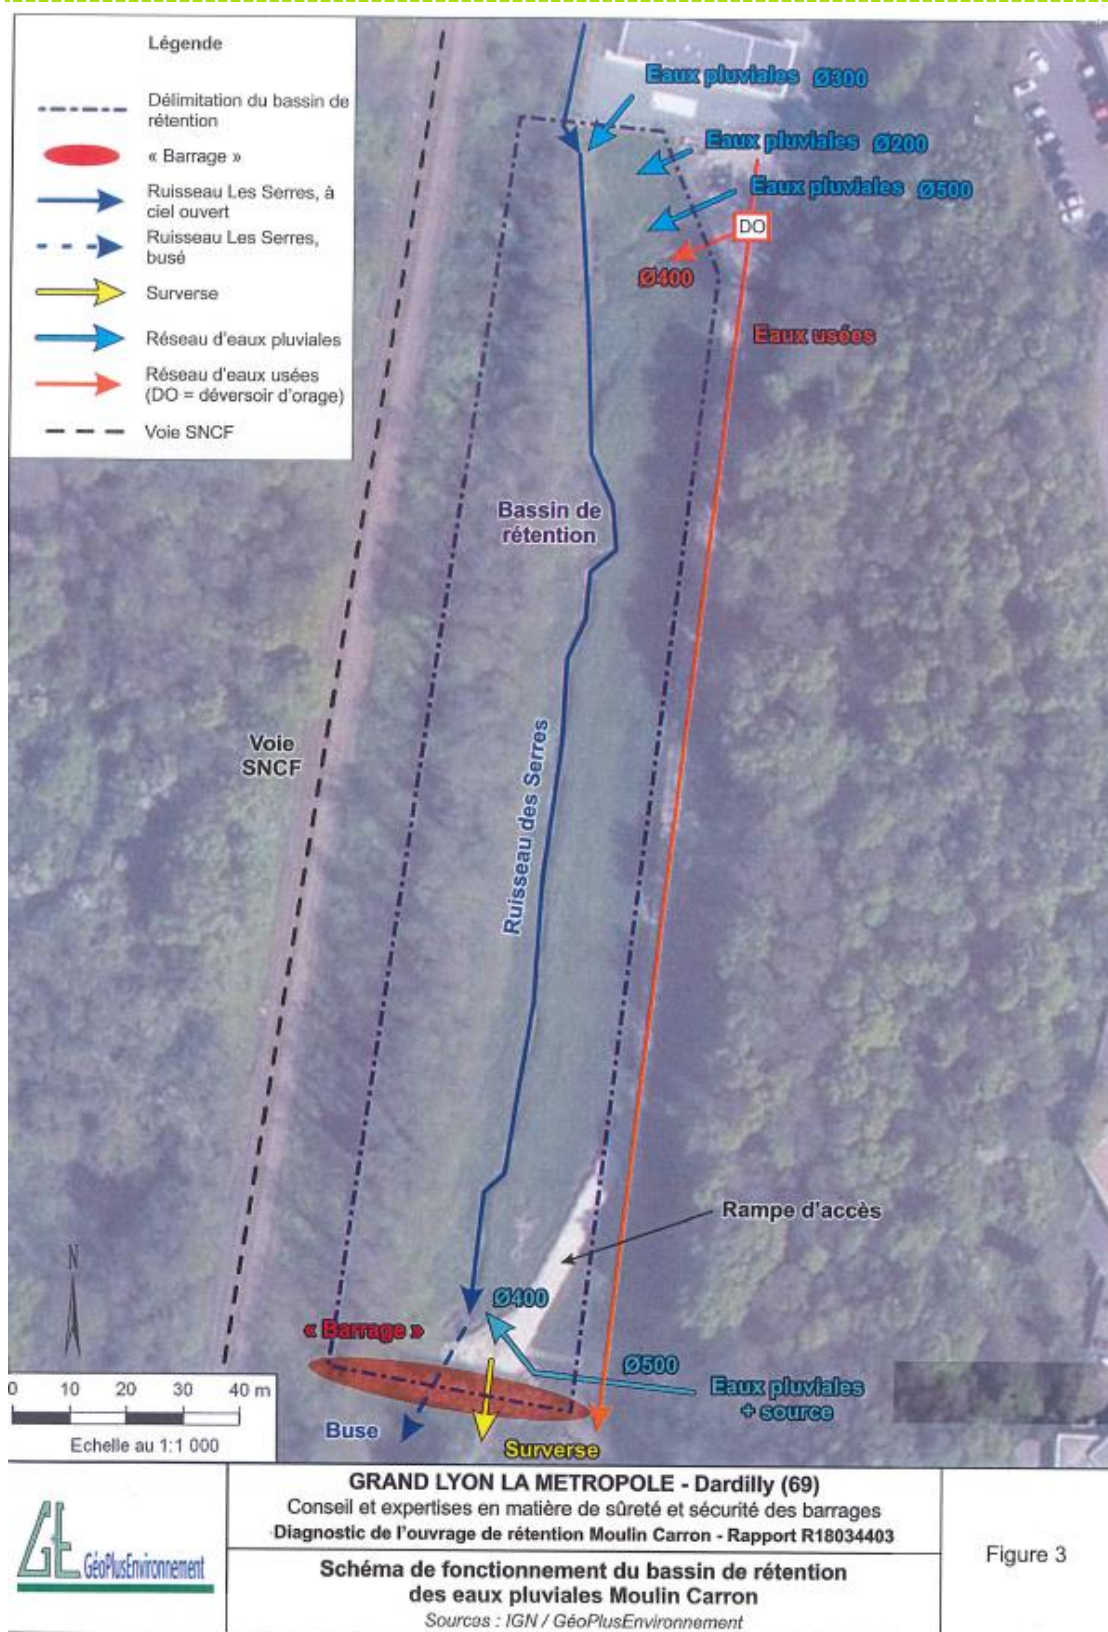 Légende
Délimitation du bassin de
rétention
« Barrage »
Ruisseau Les Serres, à
ciel ouvert
Ruisseau Les Serres,
busé
Surverse
Réseau d'eaux pluviales
Réseau d'eaux usées
(DO = déversoir d'orage)
Voie SNCF
Eaux pluviales Ø300
Eaux pluviales Ø200
Eaux pluviales Ø500
DO
Ø400
Eaux usées
Bassin de
rétention
Voie
SNCF
Ruisseau des Serres
Rampe d'accès
N
Ø400
« Barrage »
Ø500
Eaux pluviales
+ source
Buse
Surverse
0 10 20 30 40 m
Echelle au 1:1 000
GRAND LYON LA METROPOLE - Dardilly (69)
Conseil et expertises en matière de sûreté et sécurité des barrages
Diagnostic de l'ouvrage de rétention Moulin Carron - Rapport R18034403
Schéma de fonctionnement du bassin de rétention
des eaux pluviales Moulin Carron
Sources : IGN / GéoPlusEnvironnement
Figure 3
GéoPlusEnvironnement